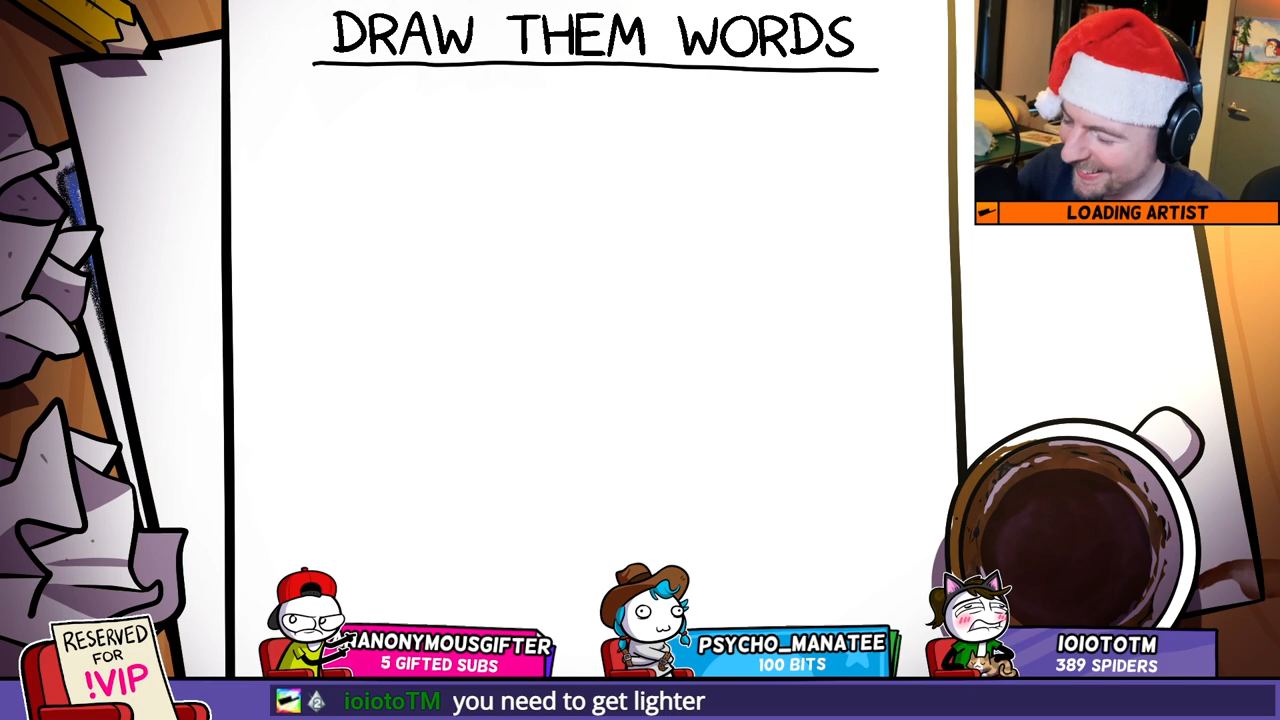 DRAW THEM WORDS
LOADING ARTIST
RESERVED
FOR
!VIP
ANONYMOUSGIFTER
5 GIFTED SUBS
PSYCHO_MANATEE
100 BITS
IOIOTOTM
389 SPIDERS
2 ioiotoTM you need to get lighter